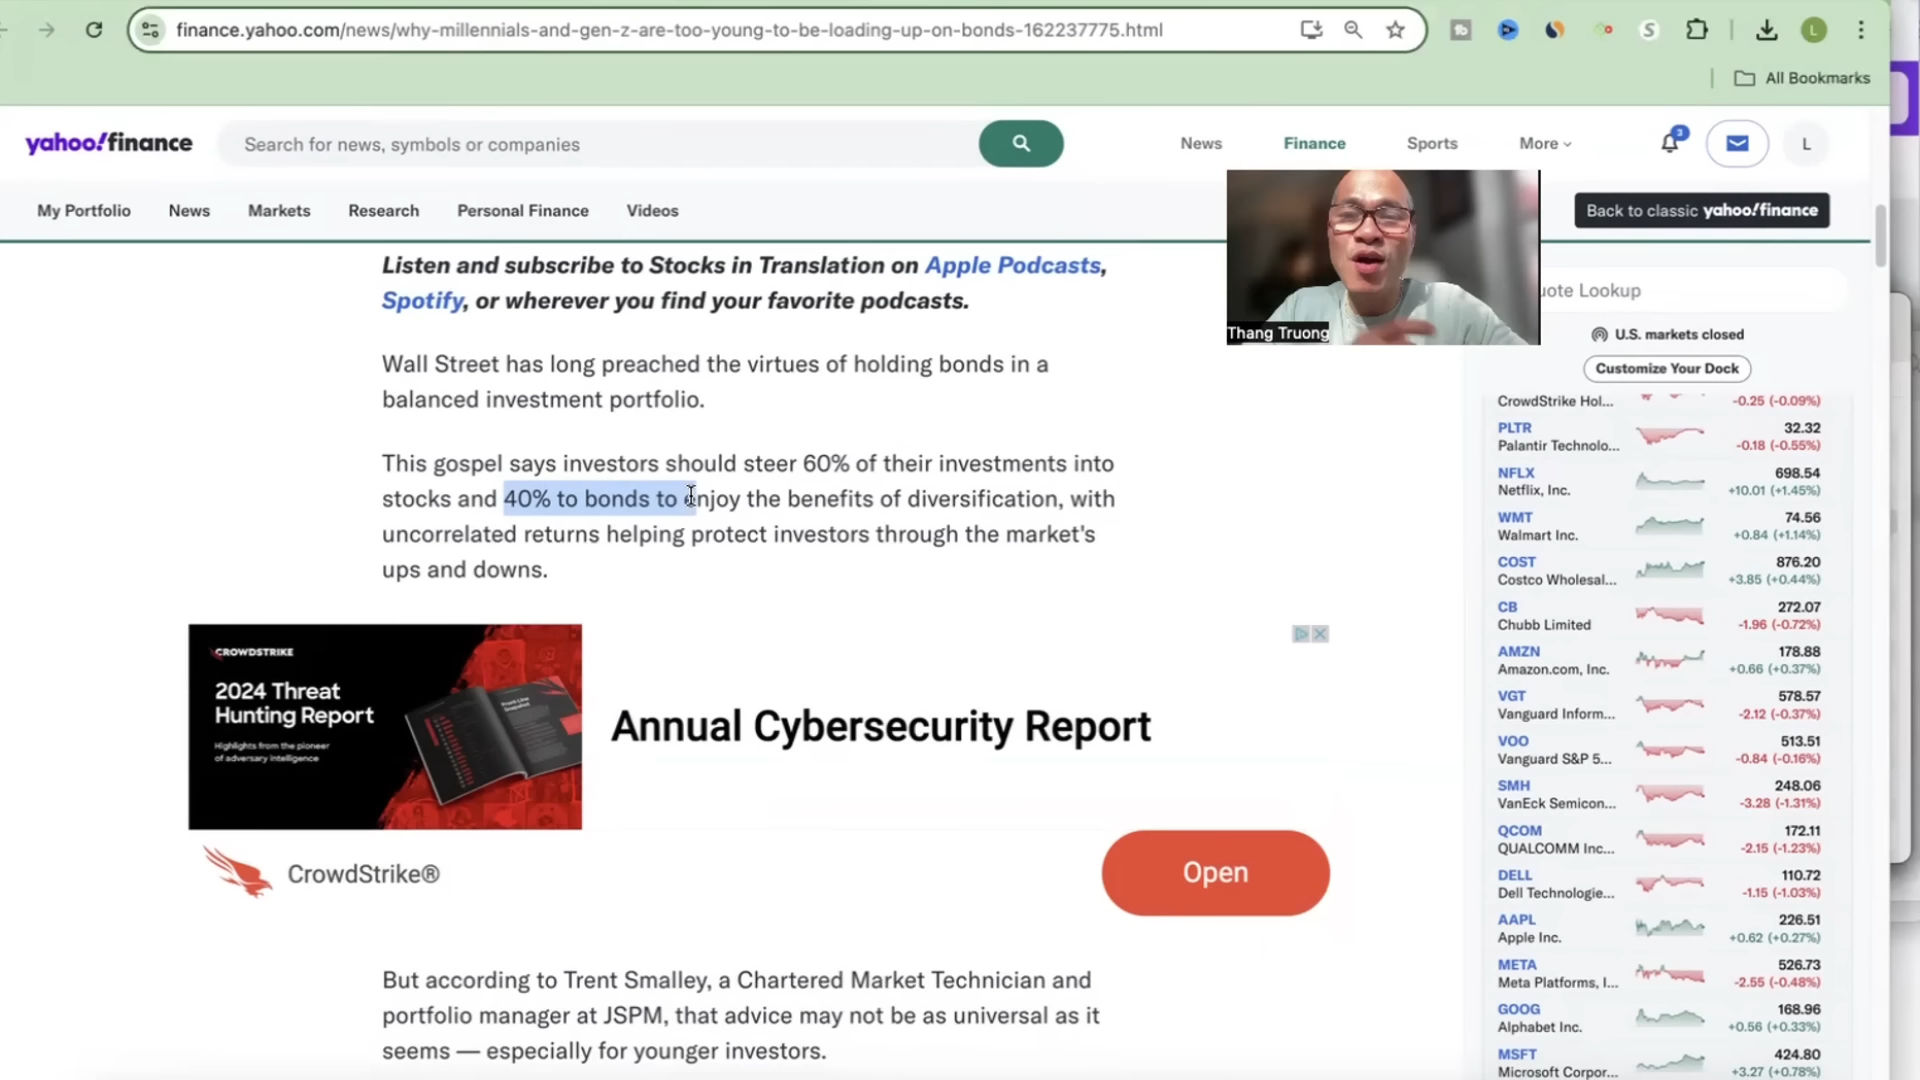 finance.yahoo.com/news/why-millennials-and-gen-z-are-too-young-to-be-loading-up-on-bonds-162237775.html
tb
S
L
All Bookmarks
yahoo!finance
Search for news, symbols or companies
News
Finance
Sports
More
3
L
My Portfolio
News
Markets
Research
Personal Finance
Videos
Back to classic yahoo!finance
Listen and subscribe to Stocks in Translation on Apple Podcasts,
Spotify, or wherever you find your favorite podcasts.
Wall Street has long preached the virtues of holding bonds in a
balanced investment portfolio.
This gospel says investors should steer 60% of their investments into
stocks and 40% to bonds to enjoy the benefits of diversification, with
uncorrelated returns helping protect investors through the market's
ups and downs.
Thang Truong
CROWDSTRIKE
2024 Threat
Hunting Report
Highlights from the pioneer
of adversary intelligence
Annual Cybersecurity Report
CrowdStrike®
Open
But according to Trent Smalley, a Chartered Market Technician and
portfolio manager at JSPM, that advice may not be as universal as it
seems — especially for younger investors.
uote Lookup
U.S. markets closed
Customize Your Dock
CrowdStrike Hol... -0.25 (-0.09%)
PLTR 32.32
Palantir Technolo... -0.18 (-0.55%)
NFLX 698.54
Netflix, Inc. +10.01 (+1.45%)
WMT 74.56
Walmart Inc. +0.84 (+1.14%)
COST 876.20
Costco Wholesal... +3.85 (+0.44%)
CB 272.07
Chubb Limited -1.96 (-0.72%)
AMZN 178.88
Amazon.com, Inc. +0.66 (+0.37%)
VGT 578.57
Vanguard Inform... -2.12 (-0.37%)
VOO 513.51
Vanguard S&P 5... -0.84 (-0.16%)
SMH 248.06
VanEck Semicon... -3.28 (-1.31%)
QCOM 172.11
QUALCOMM Inc... -2.15 (-1.23%)
DELL 110.72
Dell Technologie... -1.15 (-1.03%)
AAPL 226.51
Apple Inc. +0.61 (+0.27%)
META 526.73
Meta Platforms, I... -2.55 (-0.48%)
GOOG 168.96
Alphabet Inc. +0.56 (+0.33%)
MSFT 424.80
Microsoft Corpor... +3.27 (+0.78%)